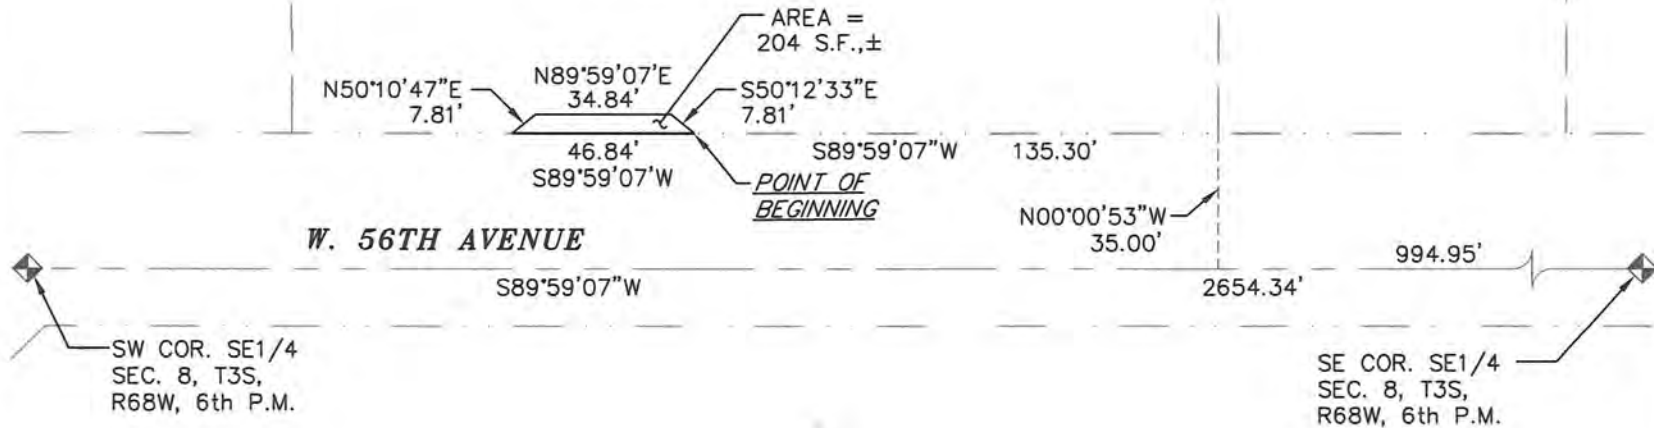 AREA =
204 S.F.,±
N89°59'07'E
34.84'
N50°10'47"E
7.81'
S50°12'33"E
7.81'
46.84'
S89°59'07'W
S89°59'07"W 135.30'
POINT OF
BEGINNING
N00°00'53"W
35.00'
W. 56TH AVENUE
994.95'
S89°59'07"W
2654.34'
SW COR. SE1/4
SEC. 8, T3S,
R68W, 6th P.M.
SE COR. SE1/4
SEC. 8, T3S,
R68W, 6th P.M.